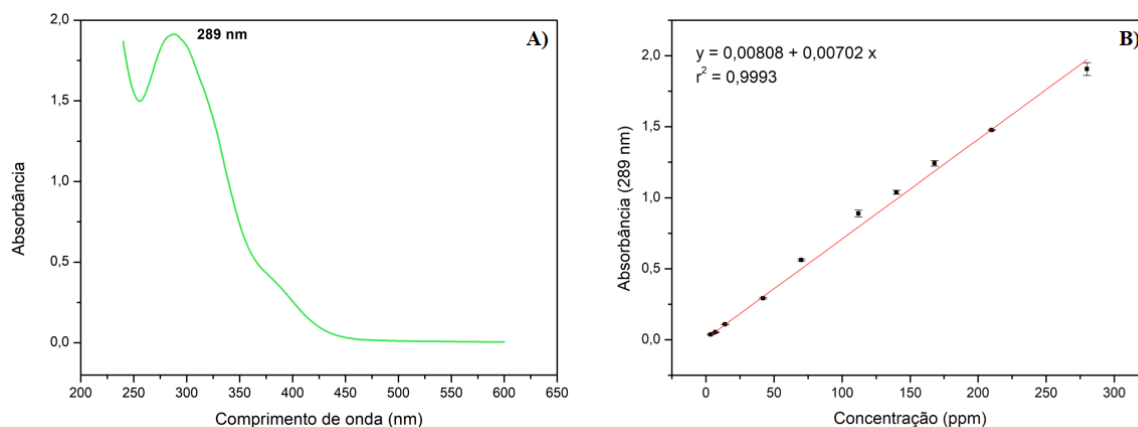 A)
289 nm
2,0
1,5
1,0
0,5
0,0
Absorbância
200 250 300 350 400 450 500 550 600 650
Comprimento de onda (nm)
B)
y = 0,00808 + 0,00702 x
r² = 0,9993
2,0
1,5
1,0
0,5
0,0
Absorbância (289 nm)
0 50 100 150 200 250 300
Concentração (ppm)